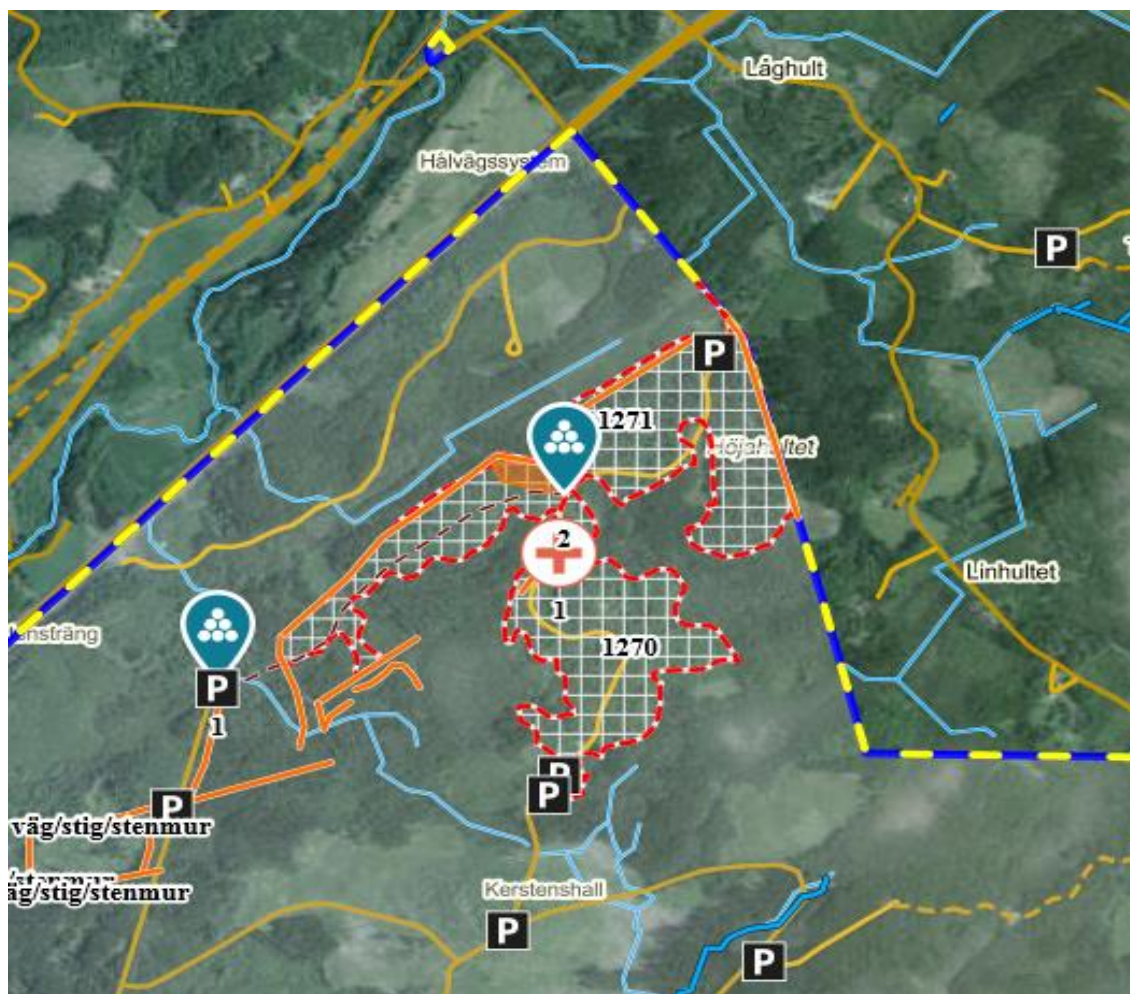 Låghult
Hålvägssystem
P
P
1271
Höjahultet
2
Linhultet
1
1270
P
1
P
P
P
väg/stig/stenmur
väg/stig/stenmur
Kerstenshall
P
P